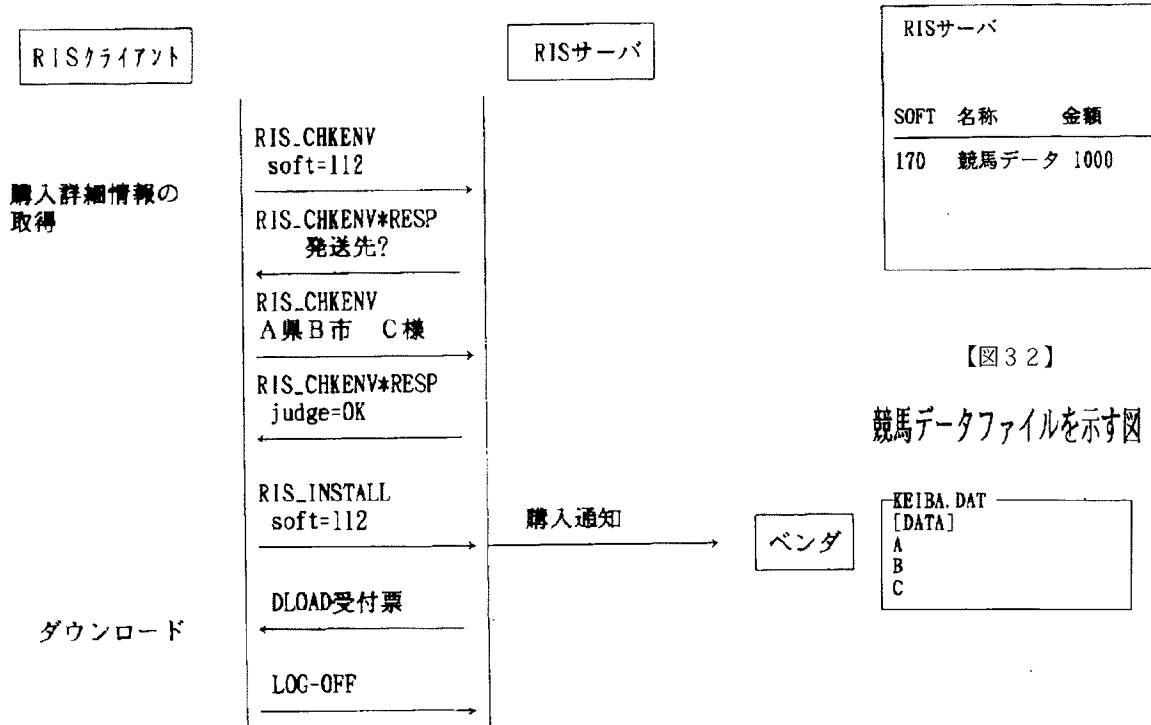 RISクライアント
RISサーバ
購入詳細情報の
取得
RIS_CHKENV
soft=112
RIS_CHKENV*RESP
発送先?
RIS_CHKENV
A県B市 C様
RIS_CHKENV*RESP
judge=OK
RIS_INSTALL
soft=112
購入通知
ベンダ
ダウンロード
DLOAD受付票
LOG-OFF
RISサーバ
SOFT 名称 金額
170 競馬データ 1000
【図32】
競馬データファイルを示す図
KEIBA.DAT
[DATA]
A
B
C